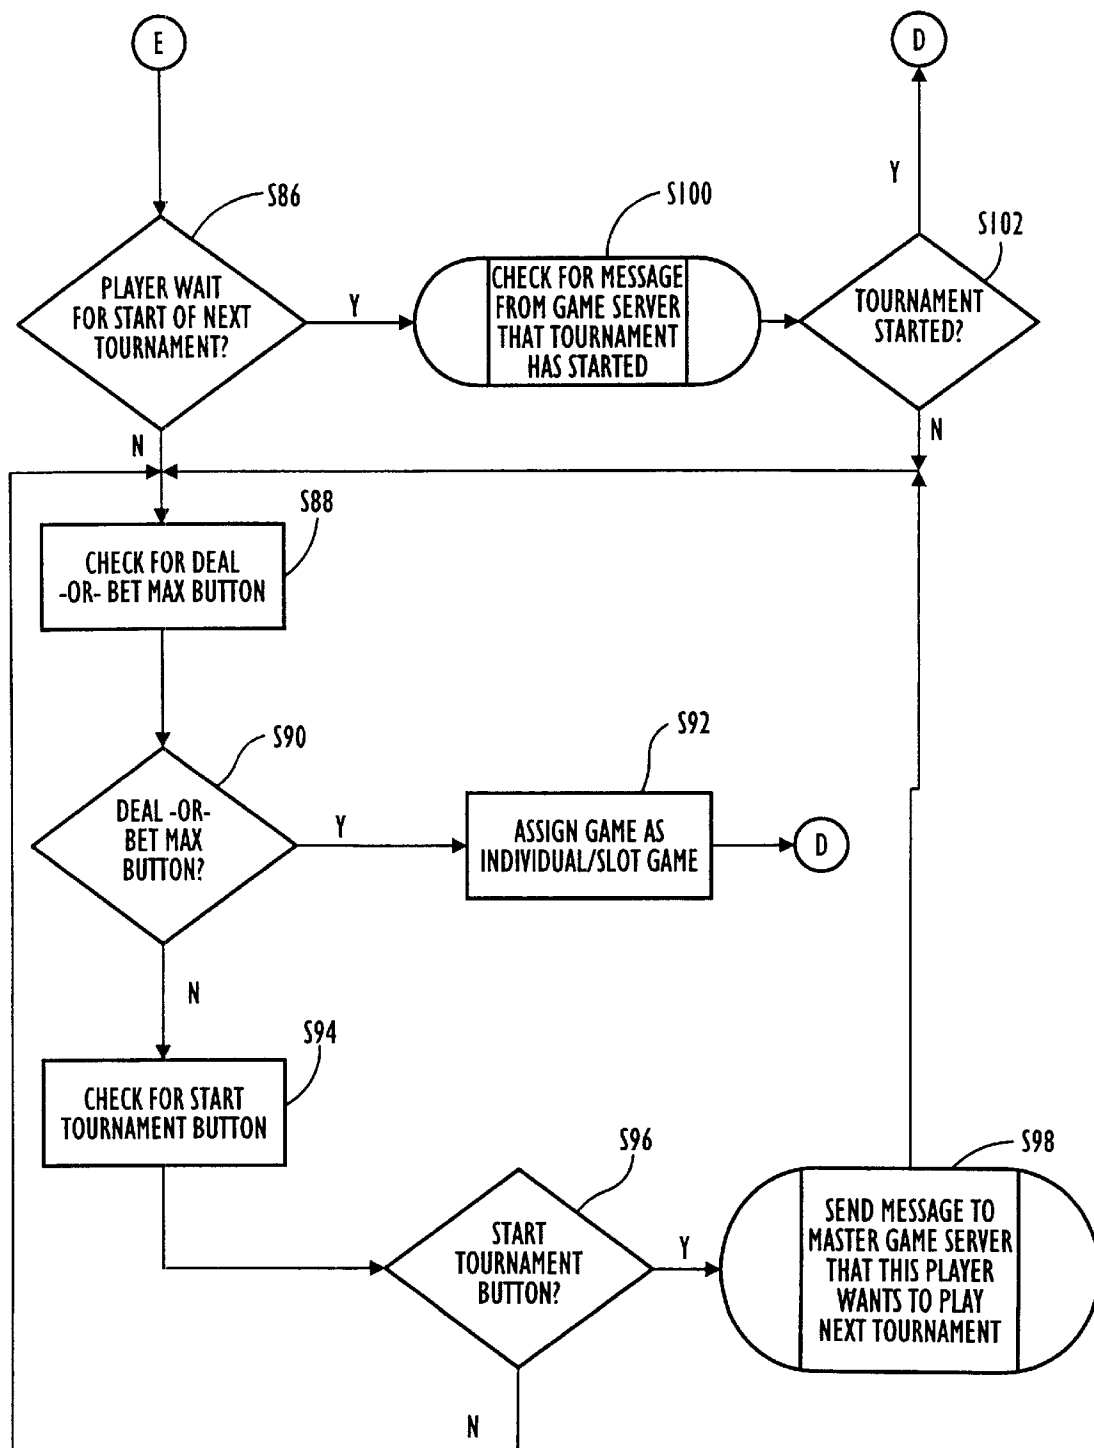 E
D
S86
PLAYER WAIT
FOR START OF NEXT
TOURNAMENT?
Y
S100
CHECK FOR MESSAGE
FROM GAME SERVER
THAT TOURNAMENT
HAS STARTED
Y
S102
TOURNAMENT
STARTED?
N
N
S88
CHECK FOR DEAL
-OR- BET MAX BUTTON
S90
DEAL -OR-
BET MAX
BUTTON?
Y
S92
ASSIGN GAME AS
INDIVIDUAL/SLOT GAME
D
N
S94
CHECK FOR START
TOURNAMENT BUTTON
S96
START
TOURNAMENT
BUTTON?
Y
S98
SEND MESSAGE TO
MASTER GAME SERVER
THAT THIS PLAYER
WANTS TO PLAY
NEXT TOURNAMENT
N